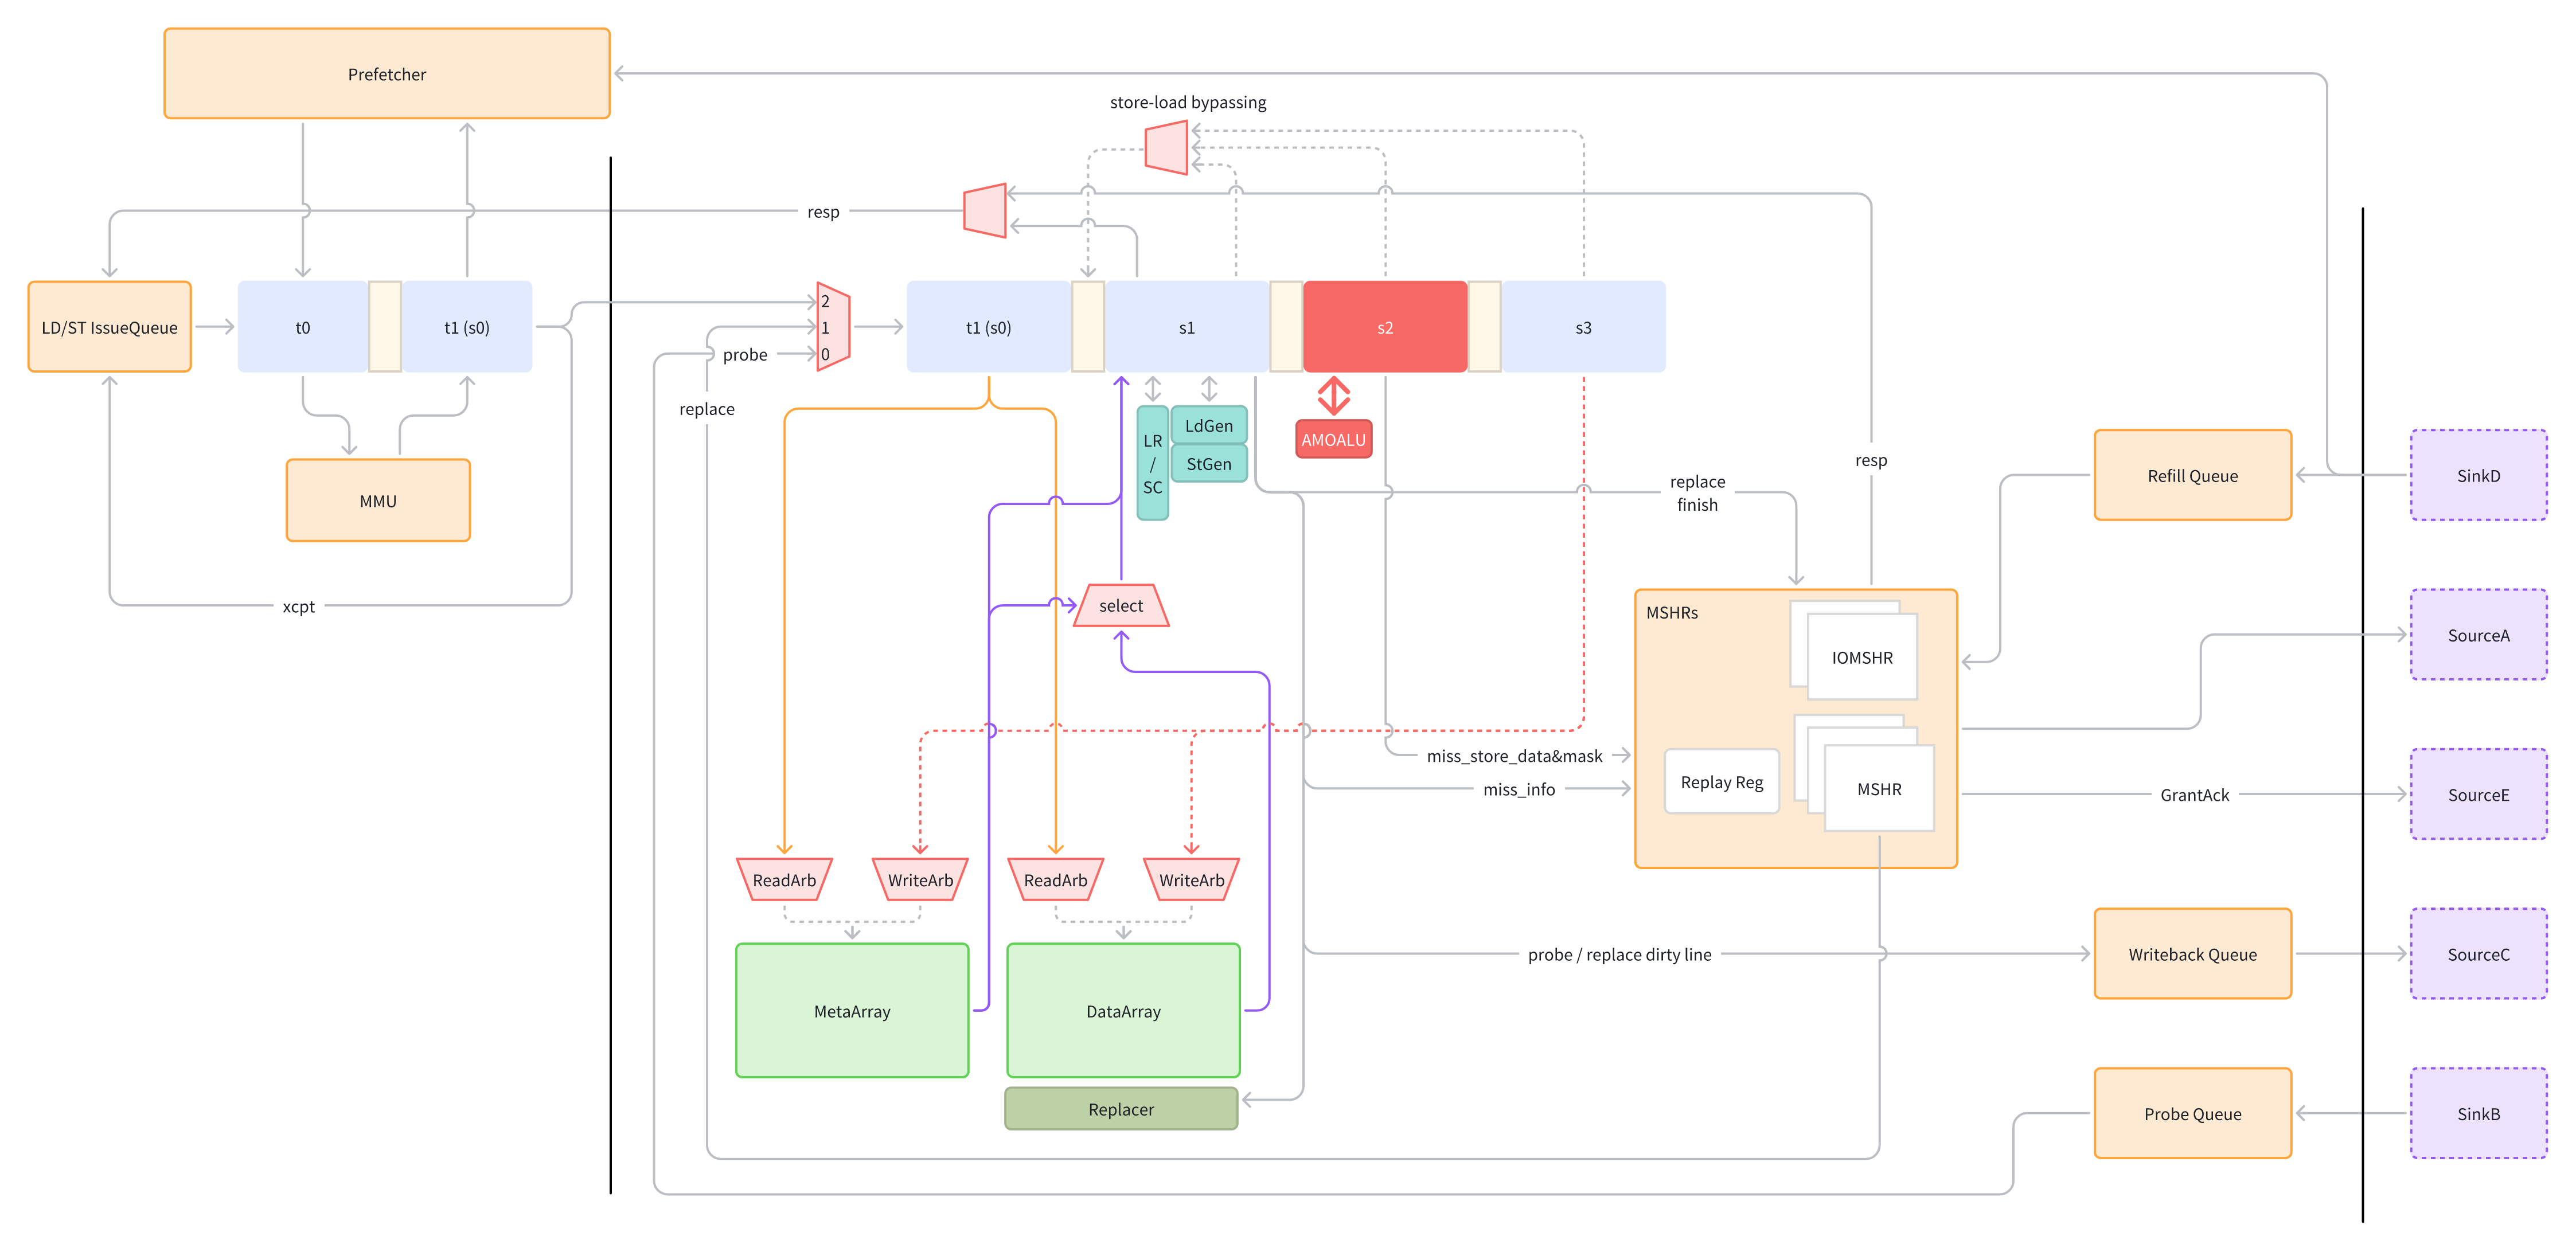 Prefetcher
store-load bypassing
resp
LD/ST IssueQueue
t0
t1 (s0)
2
1
0
probe
replace
t1 (s0)
s1
s2
s3
MMU
xcpt
LR
/
SC
LdGen
StGen
AMOALU
replace
finish
resp
select
MSHRs
IOMSHR
Replay Reg
MSHR
miss_store_data&mask
miss_info
GrantAck
ReadArb
WriteArb
ReadArb
WriteArb
MetaArray
DataArray
Replacer
probe / replace dirty line
Refill Queue
Writeback Queue
Probe Queue
SinkD
SourceA
SourceE
SourceC
SinkB